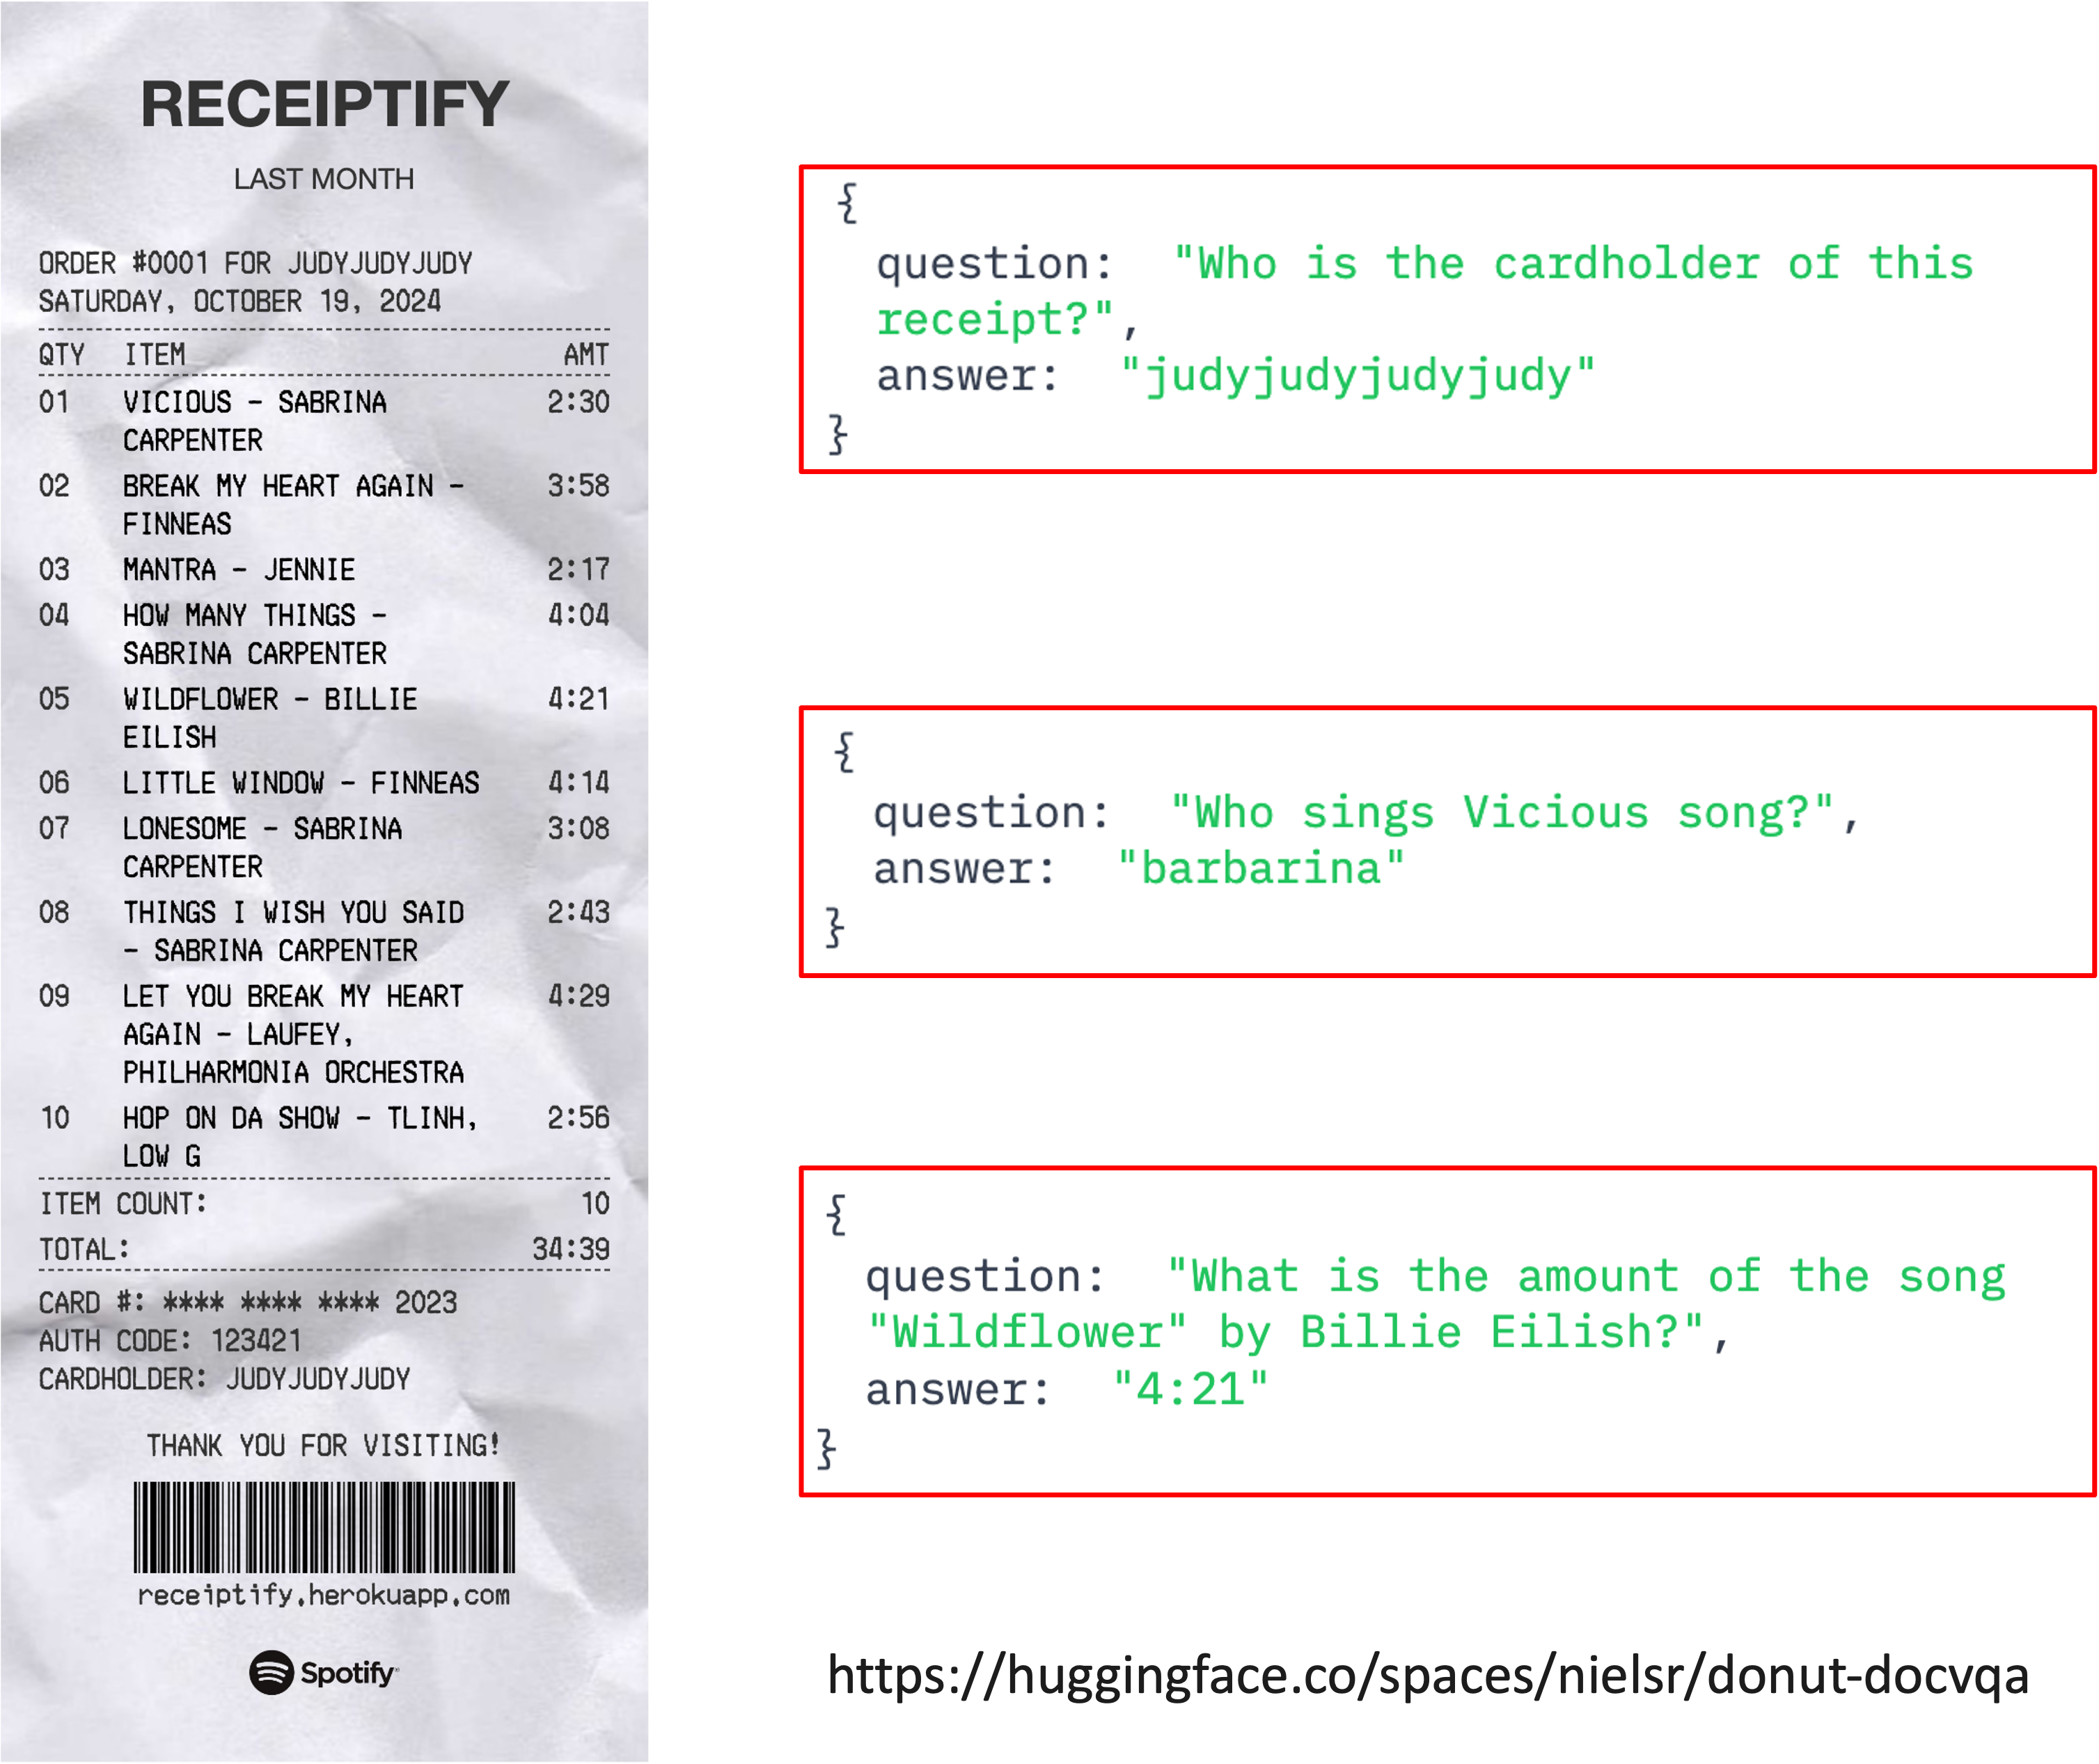 RECEIPTIFY
LAST MONTH
ORDER #0001 FOR JUDYJUDYJUDY
SATURDAY, OCTOBER 19, 2024
QTY ITEM AMT
01 VICIOUS - SABRINA 2:30
CARPENTER
02 BREAK MY HEART AGAIN - 3:58
FINNEAS
03 MANTRA - JENNIE 2:17
04 HOW MANY THINGS - 4:04
SABRINA CARPENTER
05 WILDFLOWER - BILLIE 4:21
EILISH
06 LITTLE WINDOW - FINNEAS 4:14
07 LONESOME - SABRINA 3:08
CARPENTER
08 THINGS I WISH YOU SAID 2:43
- SABRINA CARPENTER
09 LET YOU BREAK MY HEART 4:29
AGAIN - LAUFEY,
PHILHARMONIA ORCHESTRA
10 HOP ON DA SHOW - TLINH, 2:56
LOW G
ITEM COUNT: 10
TOTAL: 34:39
CARD #: **** **** **** 2023
AUTH CODE: 123421
CARDHOLDER: JUDYJUDYJUDY
THANK YOU FOR VISITING!
receiptify.herokuapp.com
Spotify
{
question: "Who is the cardholder of this
receipt?",
answer: "judyjudyjudyjudy"
}
{
question: "Who sings Vicious song?",
answer: "barbarina"
}
{
question: "What is the amount of the song
"Wildflower" by Billie Eilish?",
answer: "4:21"
}
https://huggingface.co/spaces/nielsr/donut-docvqa